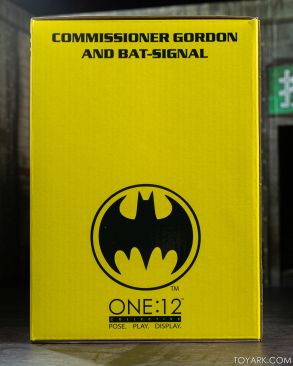 COMMISSIONER GORDON
AND BAT-SIGNAL
TM
ONE:12
COLLECTIVE
POSE. PLAY. DISPLAY.
TOYARK.COM